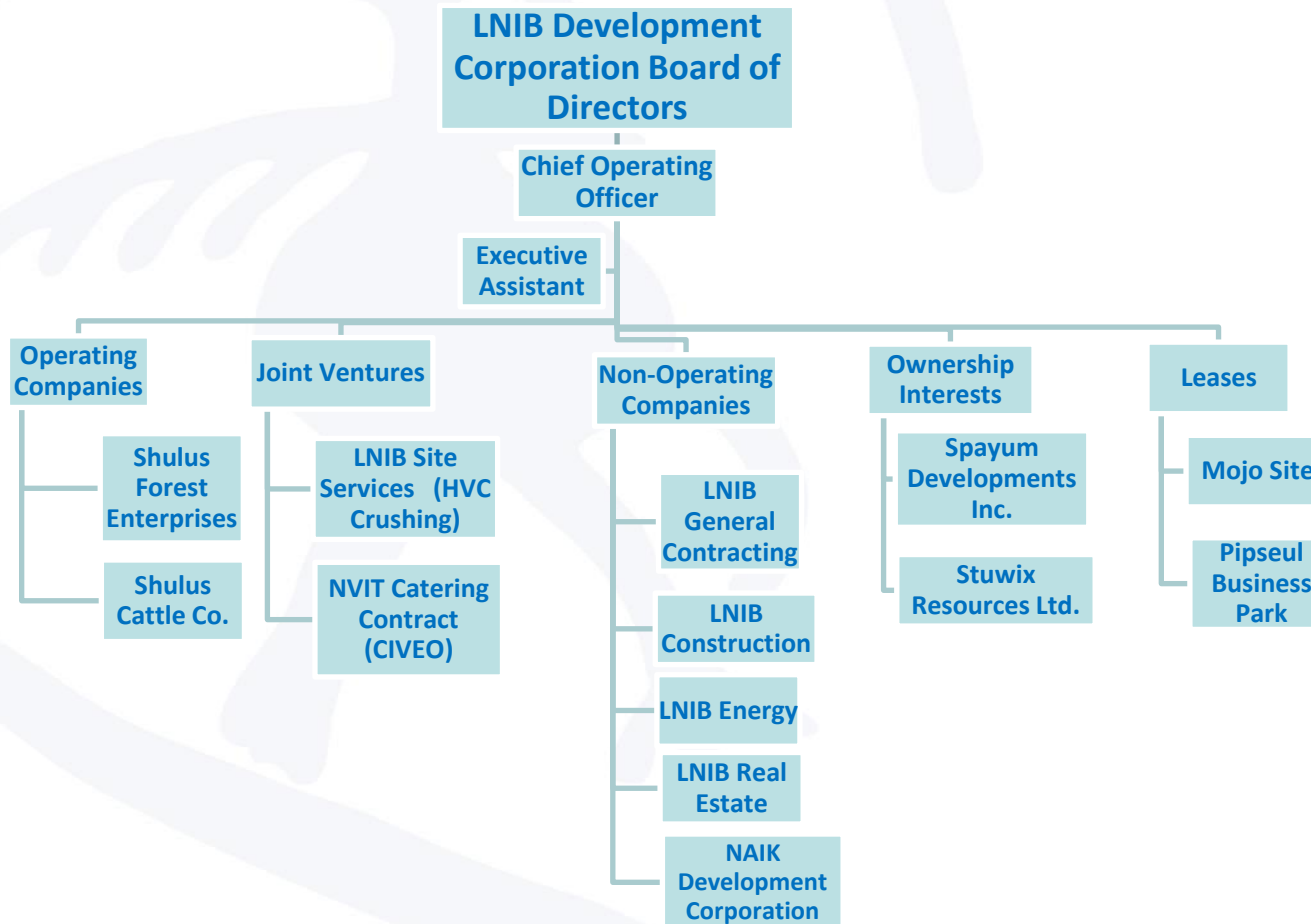 LNIB Development
Corporation Board of
Directors
Chief Operating
Officer
Executive
Assistant
Operating
Companies
Shulus
Forest
Enterprises
Shulus
Cattle Co.
Joint Ventures
LNIB Site
Services (HVC
Crushing)
NVIT Catering
Contract
(CIVEO)
Non-Operating
Companies
LNIB
General
Contracting
LNIB
Construction
LNIB Energy
LNIB Real
Estate
NAIK
Development
Corporation
Ownership
Interests
Spayum
Developments
Inc.
Stuwix
Resources Ltd.
Leases
Mojo Site
Pipseul
Business
Park